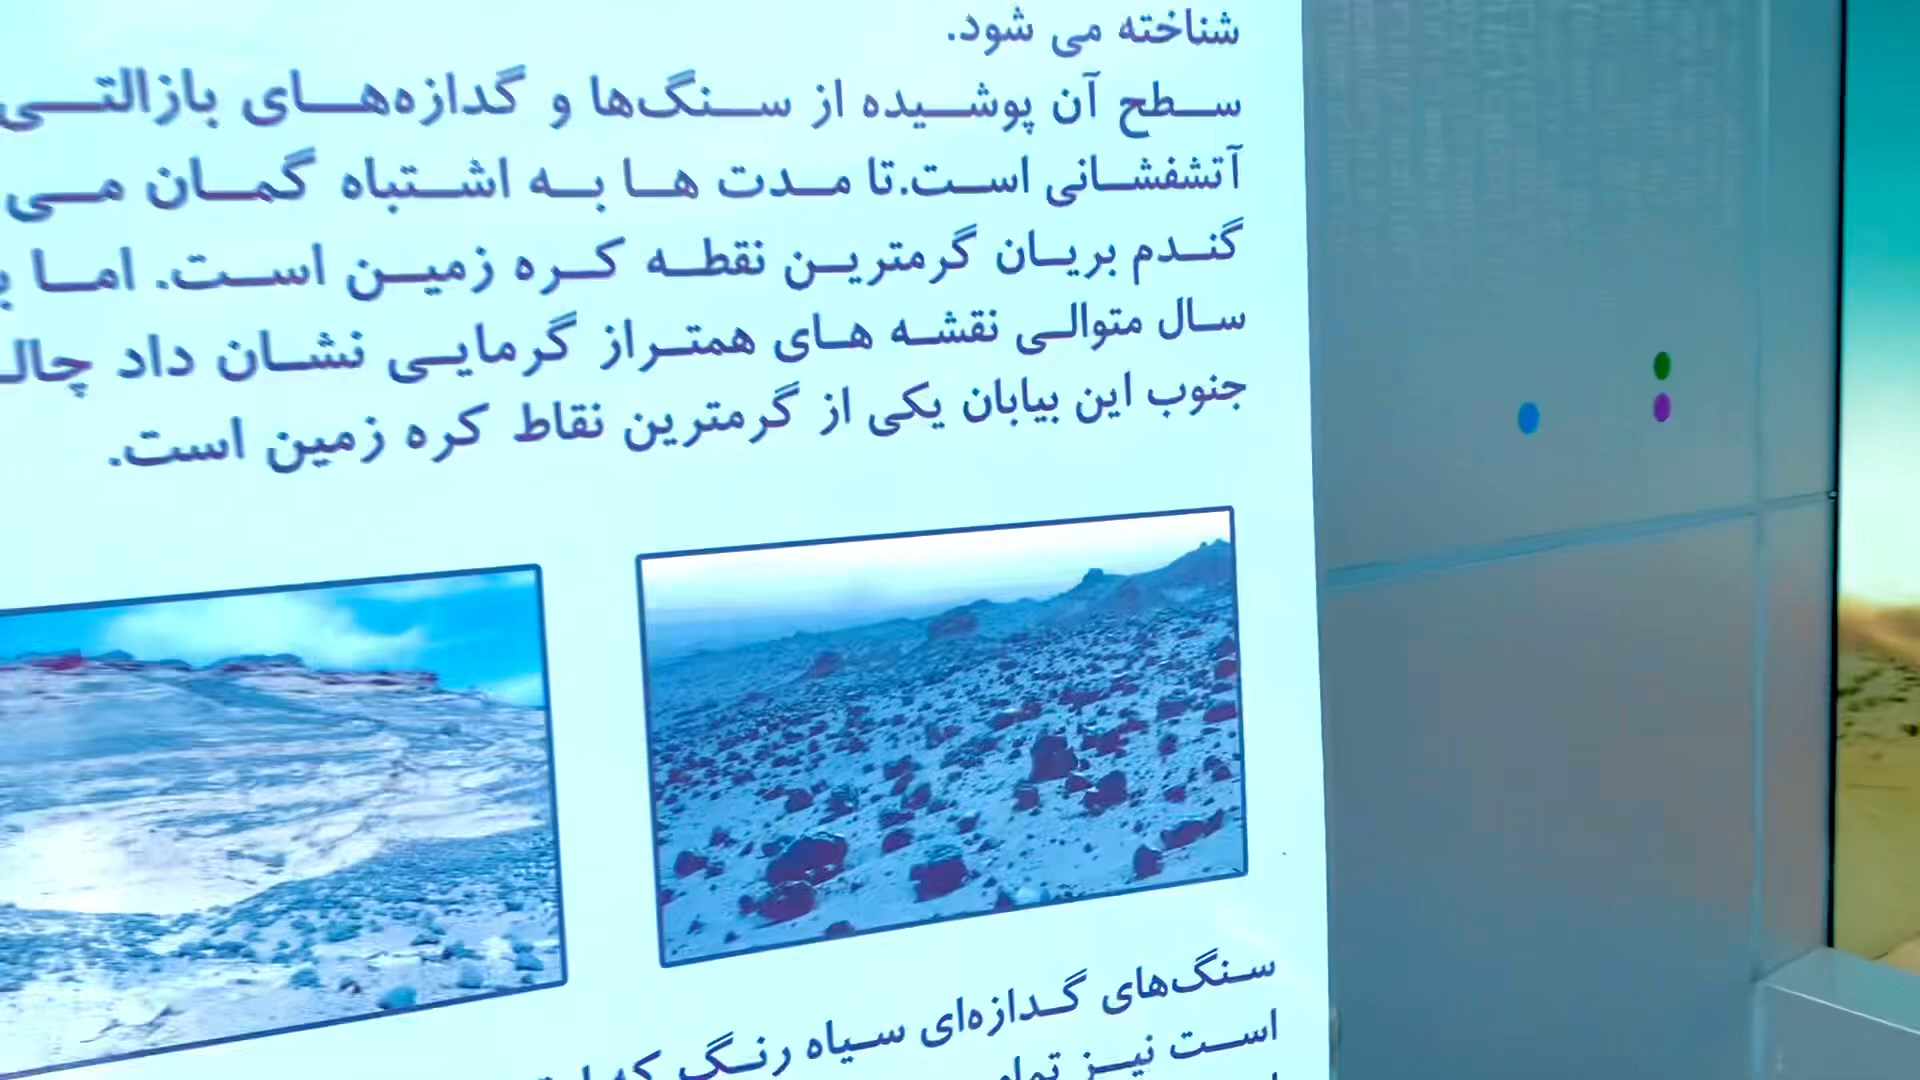 شناخته می شود.
سطح آن پوشیده از سنگ‌ها و گدازه‌های بازالتی
آتشفشانی است.تا مدت ها به اشتباه گمان می
گندم بریان گرمترین نقطه کره زمین است. اما
سال متوالی نقشه های همتراز گرمایی نشان داد
جنوب این بیابان یکی از گرمترین نقاط کره زمین است.
سنگ‌های گدازه‌ای سیاه رنگ که
است نیز